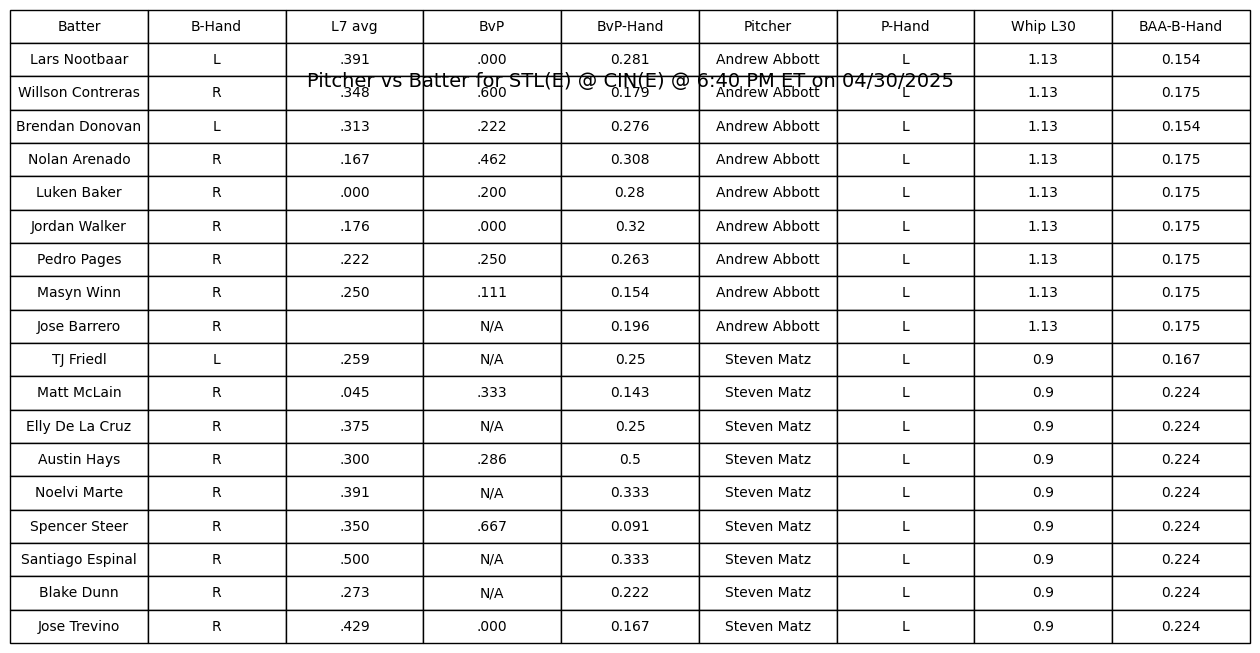 Batter B-Hand L7 avg BvP BvP-Hand Pitcher P-Hand Whip L30 BAA-B-Hand
Lars Nootbaar L .391 .000 0.281 Andrew Abbott L 1.13 0.154
Pitcher vs Batter for STL(E) @ CIN(E) @ 6:40 PM ET on 04/30/2025
Willson Contreras R .348 .600 0.179 Andrew Abbott L 1.13 0.175
Brendan Donovan L .313 .222 0.276 Andrew Abbott L 1.13 0.154
Nolan Arenado R .167 .462 0.308 Andrew Abbott L 1.13 0.175
Luken Baker R .000 .200 0.28 Andrew Abbott L 1.13 0.175
Jordan Walker R .176 .000 0.32 Andrew Abbott L 1.13 0.175
Pedro Pages R .222 .250 0.263 Andrew Abbott L 1.13 0.175
Masyn Winn R .250 .111 0.154 Andrew Abbott L 1.13 0.175
Jose Barrero R N/A 0.196 Andrew Abbott L 1.13 0.175
TJ Friedl L .259 N/A 0.25 Steven Matz L 0.9 0.167
Matt McLain R .045 .333 0.143 Steven Matz L 0.9 0.224
Elly De La Cruz R .375 N/A 0.25 Steven Matz L 0.9 0.224
Austin Hays R .300 .286 0.5 Steven Matz L 0.9 0.224
Noelvi Marte R .391 N/A 0.333 Steven Matz L 0.9 0.224
Spencer Steer R .350 .667 0.091 Steven Matz L 0.9 0.224
Santiago Espinal R .500 N/A 0.333 Steven Matz L 0.9 0.224
Blake Dunn R .273 N/A 0.222 Steven Matz L 0.9 0.224
Jose Trevino R .429 .000 0.167 Steven Matz L 0.9 0.224